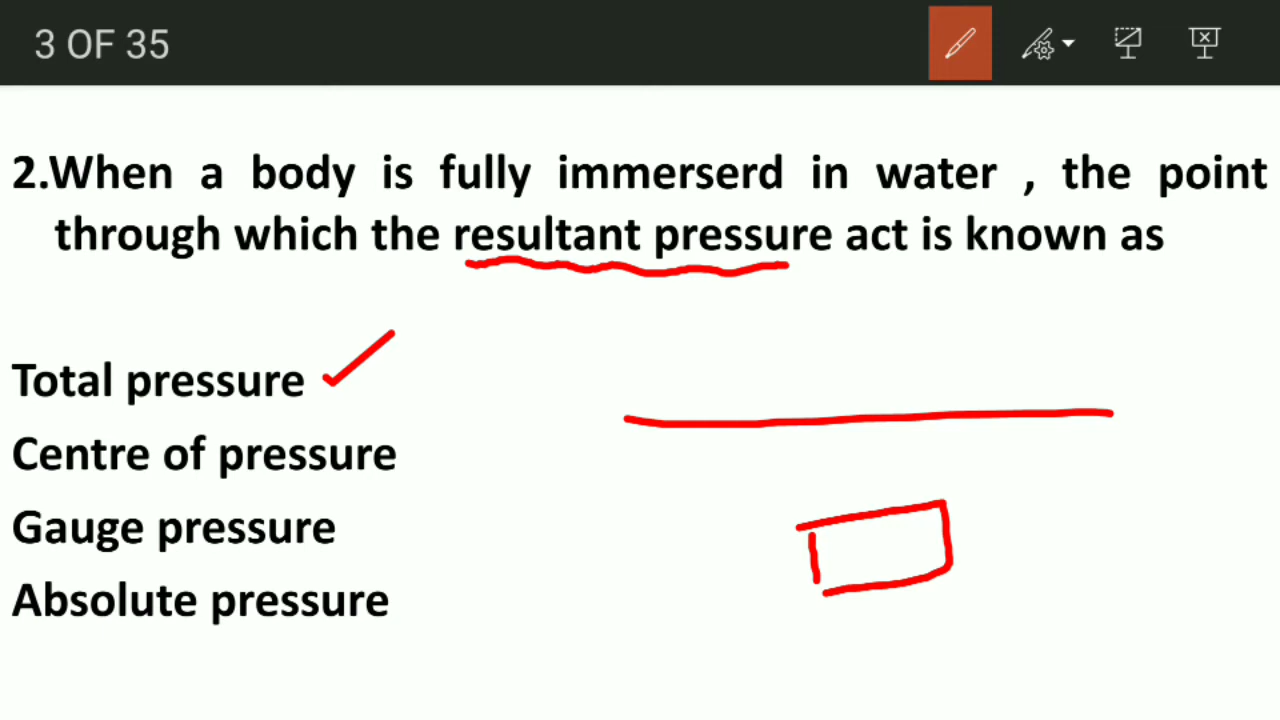 3 OF 35
2.When a body is fully immerserd in water , the point
through which the resultant pressure act is known as
Total pressure
Centre of pressure
Gauge pressure
Absolute pressure